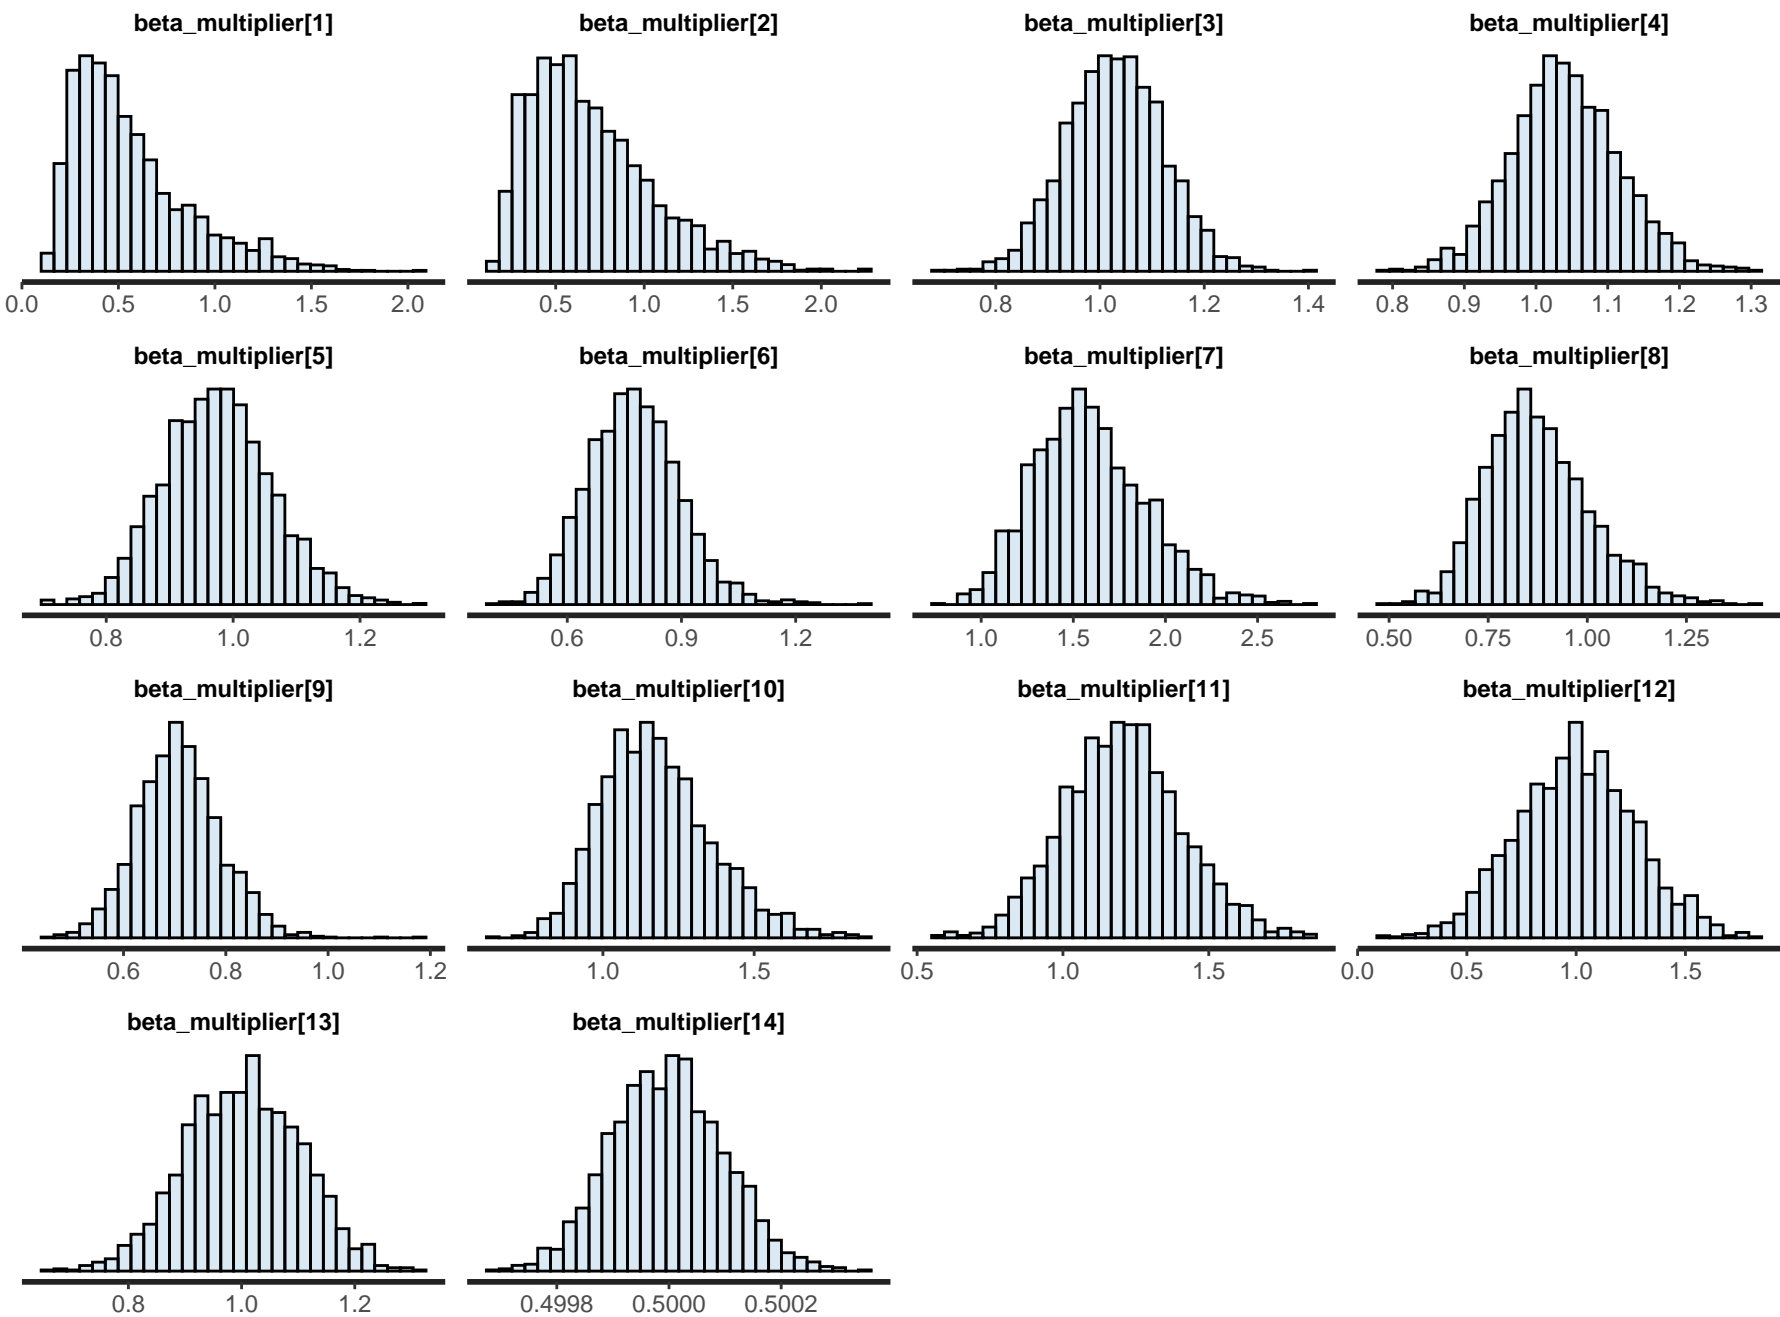 beta_multiplier[1] beta_multiplier[2] beta_multiplier[3] beta_multiplier[4]
0.0 0.5 1.0 1.5 2.0 0.5 1.0 1.5 2.0 0.8 1.0 1.2 1.4 0.8 0.9 1.0 1.1 1.2 1.3
beta_multiplier[5] beta_multiplier[6] beta_multiplier[7] beta_multiplier[8]
0.8 1.0 1.2 0.6 0.9 1.2 1.0 1.5 2.0 2.5 0.50 0.75 1.00 1.25
beta_multiplier[9] beta_multiplier[10] beta_multiplier[11] beta_multiplier[12]
0.6 0.8 1.0 1.2 1.0 1.5 0.5 1.0 1.5 0.0 0.5 1.0 1.5
beta_multiplier[13] beta_multiplier[14]
0.8 1.0 1.2 0.4998 0.5000 0.5002